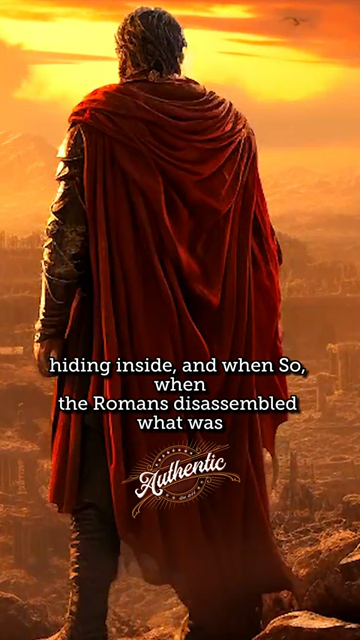 hiding inside, and when So,
when
the Romans disassembled
what was
Authentic